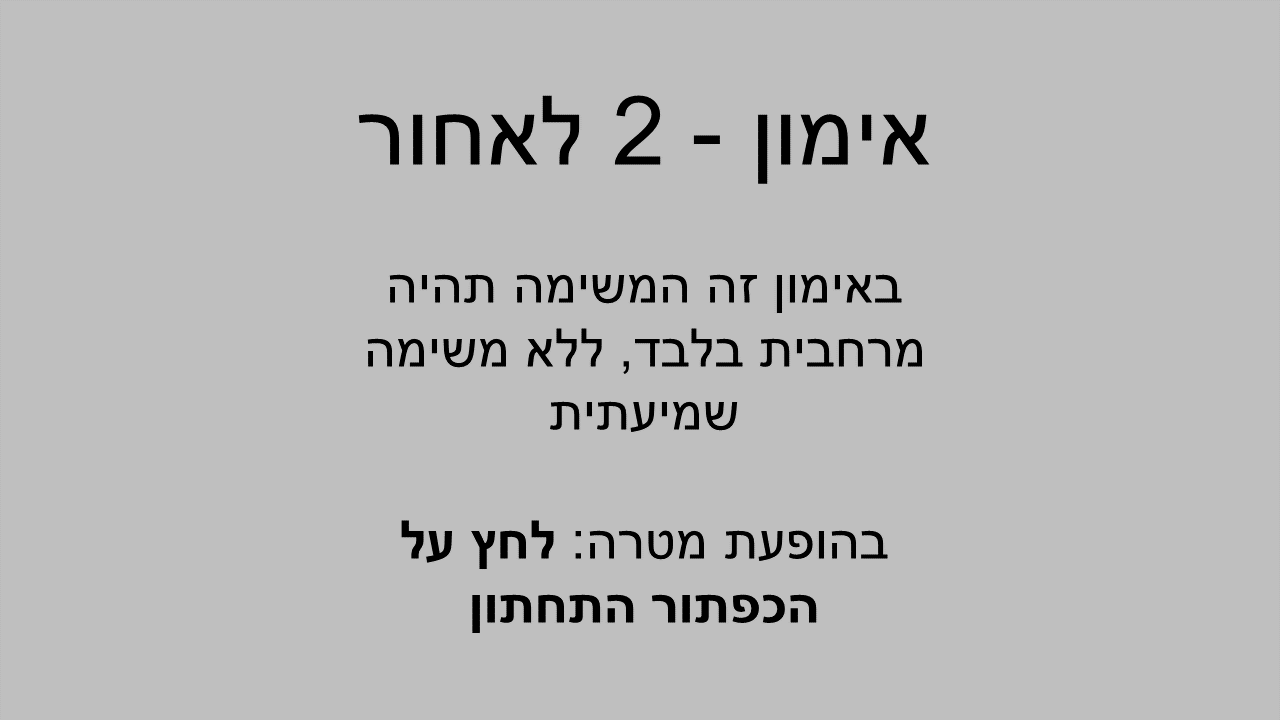 אימון - 2 לאחור
באימון זה המשימה תהיה
מרחבית בלבד, ללא משימה
שמיעתית
בהופעת מטרה: לחץ על
הכפתור התחתון